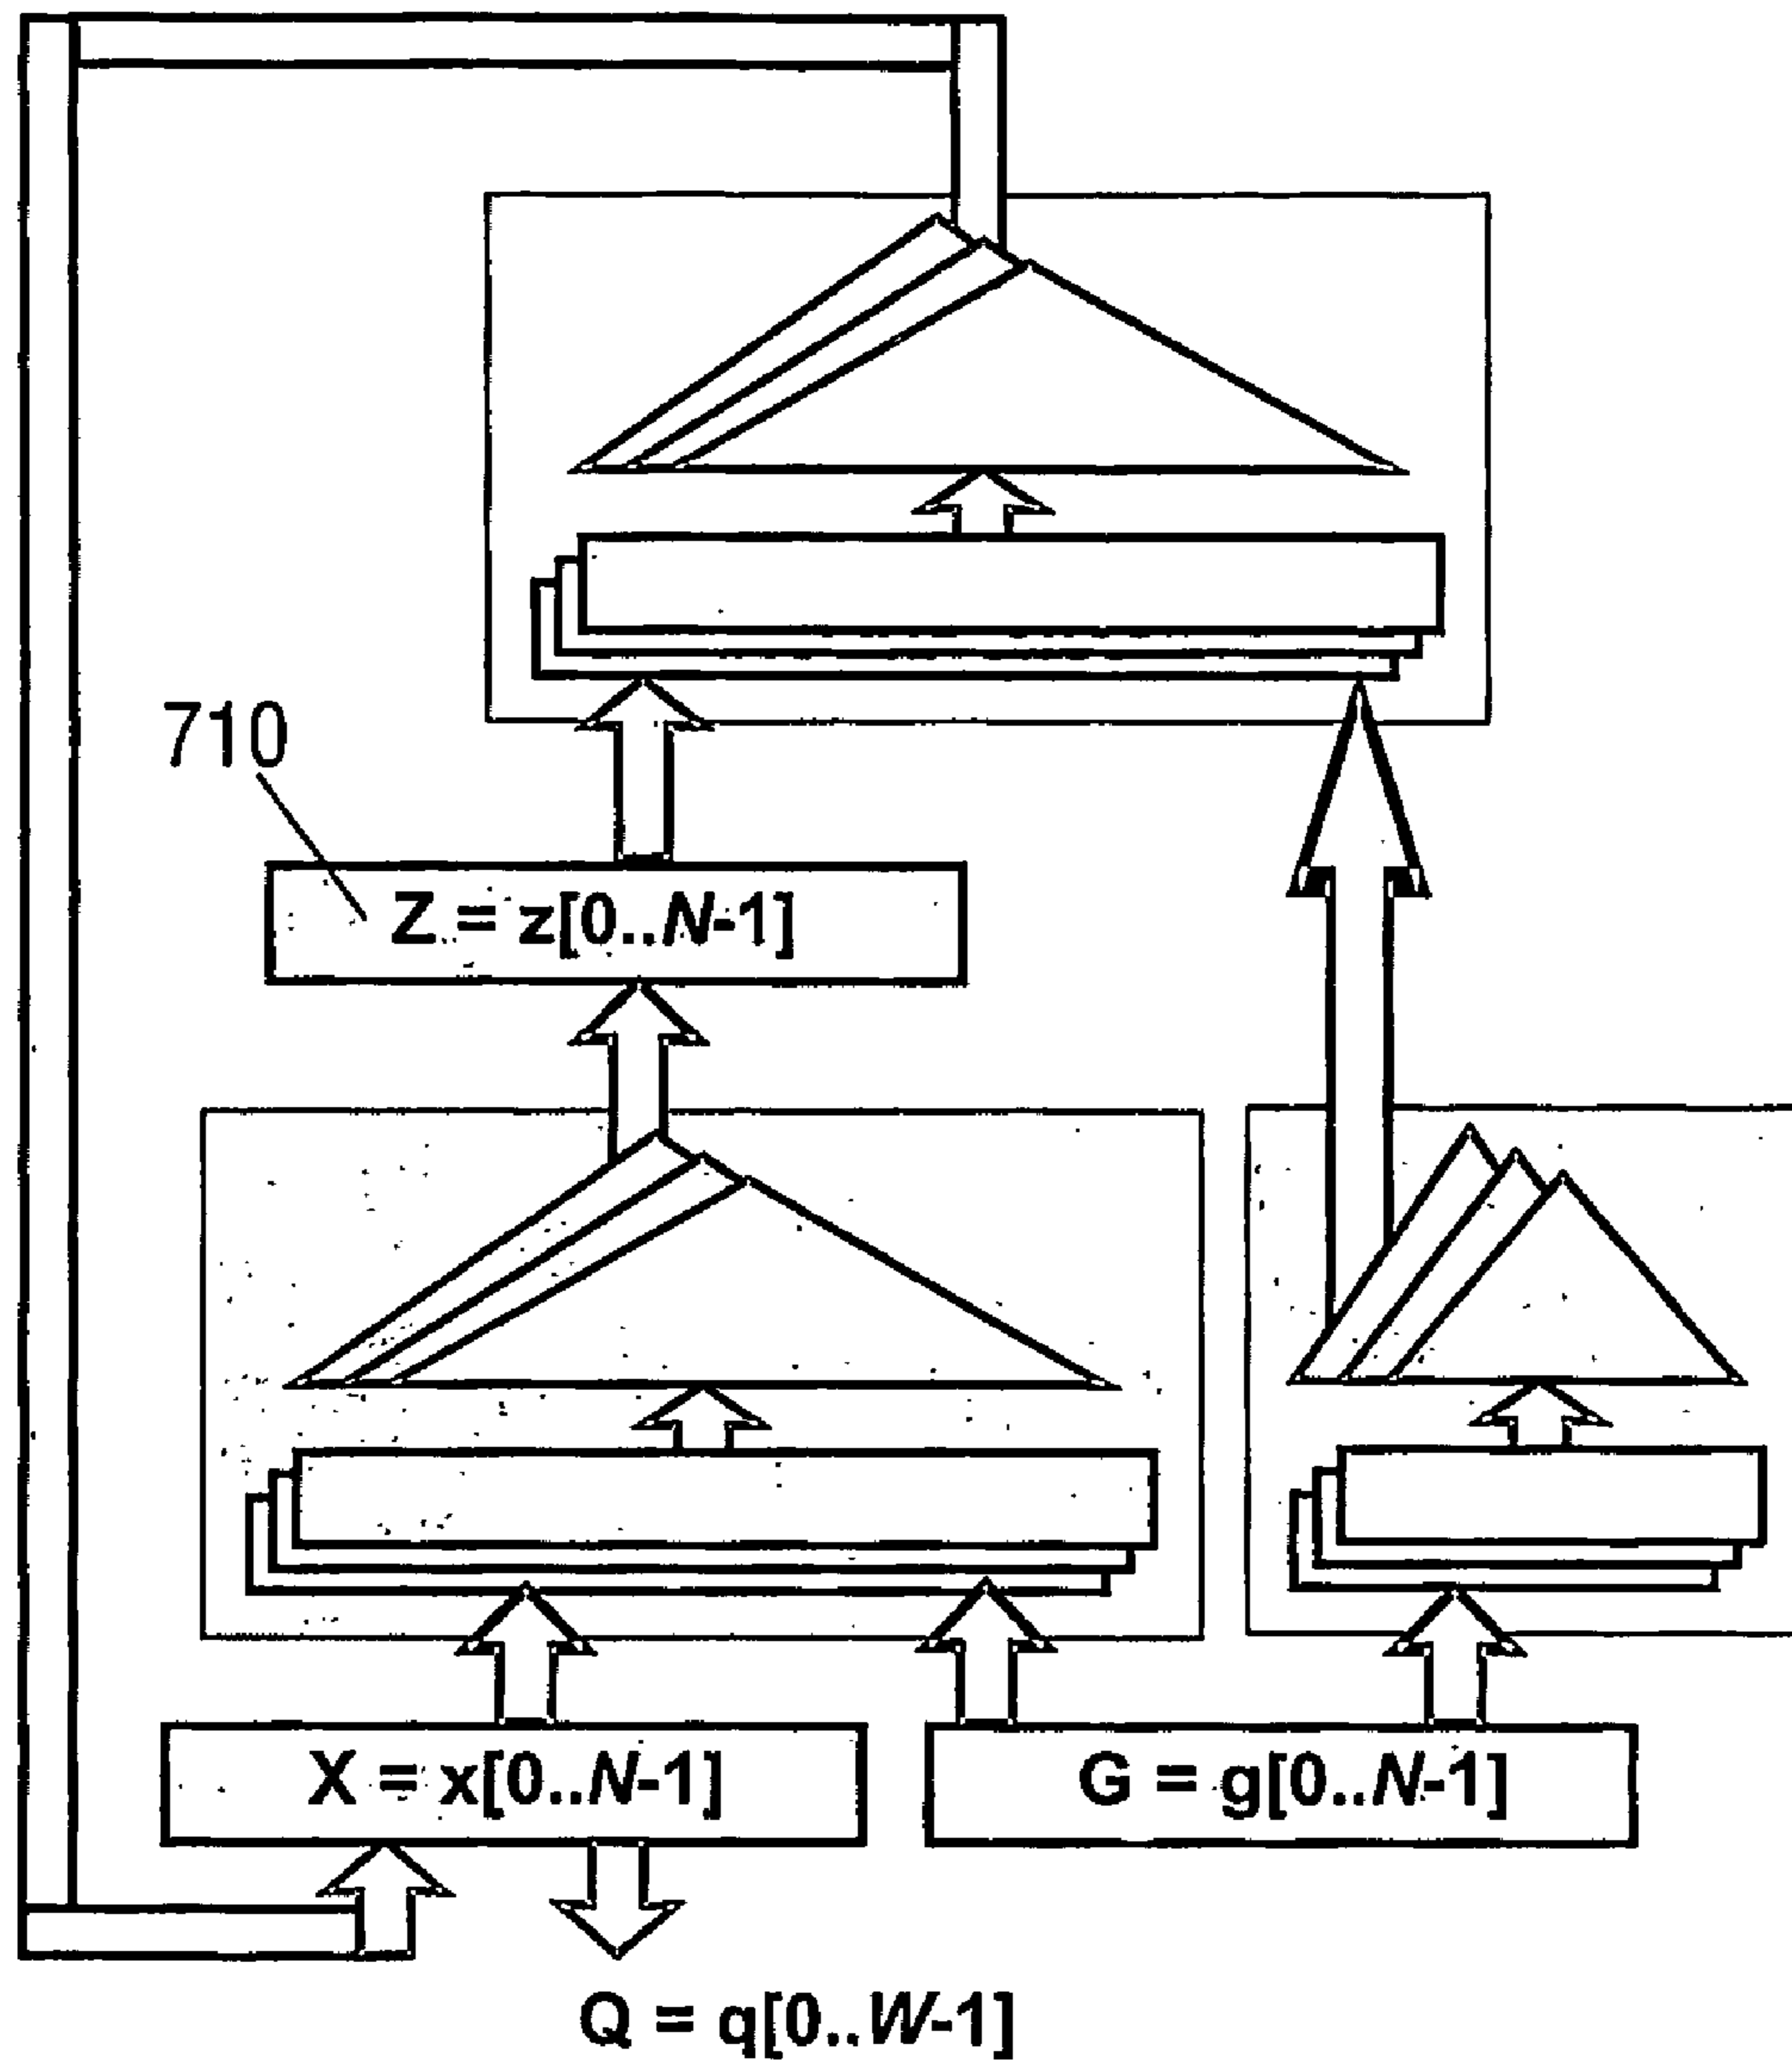 710
Z = z[0..N-1]
X = x[0..N-1]
G = g[0..N-1]
Q = q[0..W-1]